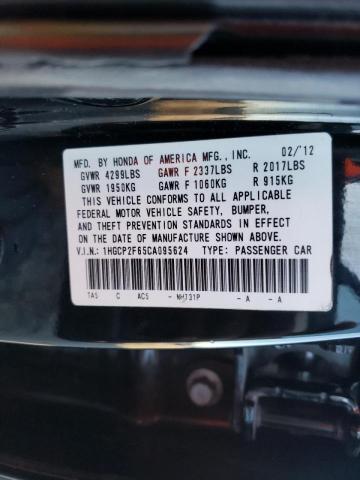 MFD. BY HONDA OF AMERICA MFG., INC. 02/'12
GVWR 4299LBS GAWR F 2337LBS R 2017LBS
GVWR 1950KG GAWR F 1060KG R 915KG
THIS VEHICLE CONFORMS TO ALL APPLICABLE
FEDERAL MOTOR VEHICLE SAFETY, BUMPER,
AND THEFT PREVENTION STANDARDS IN EFFECT
ON THE DATE OF MANUFACTURE SHOWN ABOVE.
V.I.N.: 1HGCP2F65CA095624 TYPE: PASSENGER CAR
TA5 C AC5 - NH731P - A - A